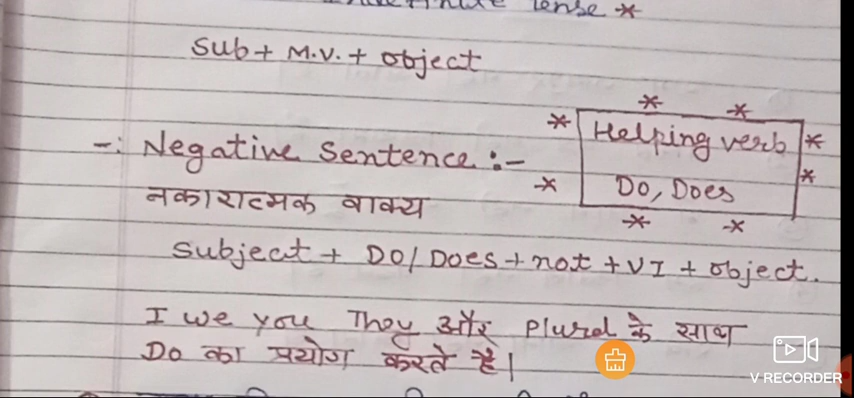 Tense *
Sub + M.V. + object
-: Negative Sentence :-
Helping verb
Do, Does
नकारात्मक वाक्य
Subject + DO/Does + not + VI + object.
I we you They और Plural के साथ
Do का प्रयोग करते है।
V RECORDER